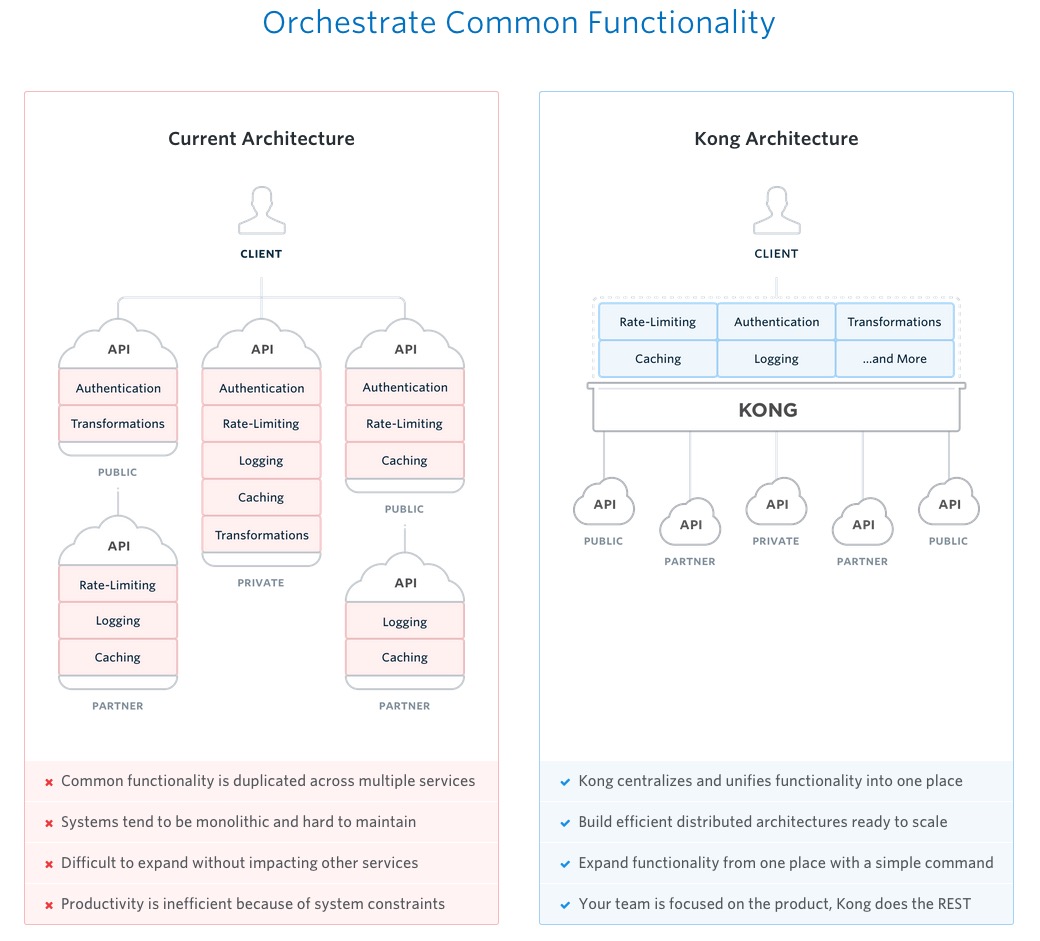 Orchestrate Common Functionality
Current Architecture
CLIENT
API
Authentication
Transformations
PUBLIC
API
Rate-Limiting
Logging
Caching
PARTNER
API
Authentication
Rate-Limiting
Logging
Caching
Transformations
PRIVATE
API
Authentication
Rate-Limiting
Caching
PUBLIC
API
Logging
Caching
PARTNER
Common functionality is duplicated across multiple services
Systems tend to be monolithic and hard to maintain
Difficult to expand without impacting other services
Productivity is inefficient because of system constraints
Kong Architecture
CLIENT
Rate-Limiting
Authentication
Transformations
Caching
Logging
...and More
KONG
API
PUBLIC
API
PARTNER
API
PRIVATE
API
PARTNER
API
PUBLIC
Kong centralizes and unifies functionality into one place
Build efficient distributed architectures ready to scale
Expand functionality from one place with a simple command
Your team is focused on the product, Kong does the REST